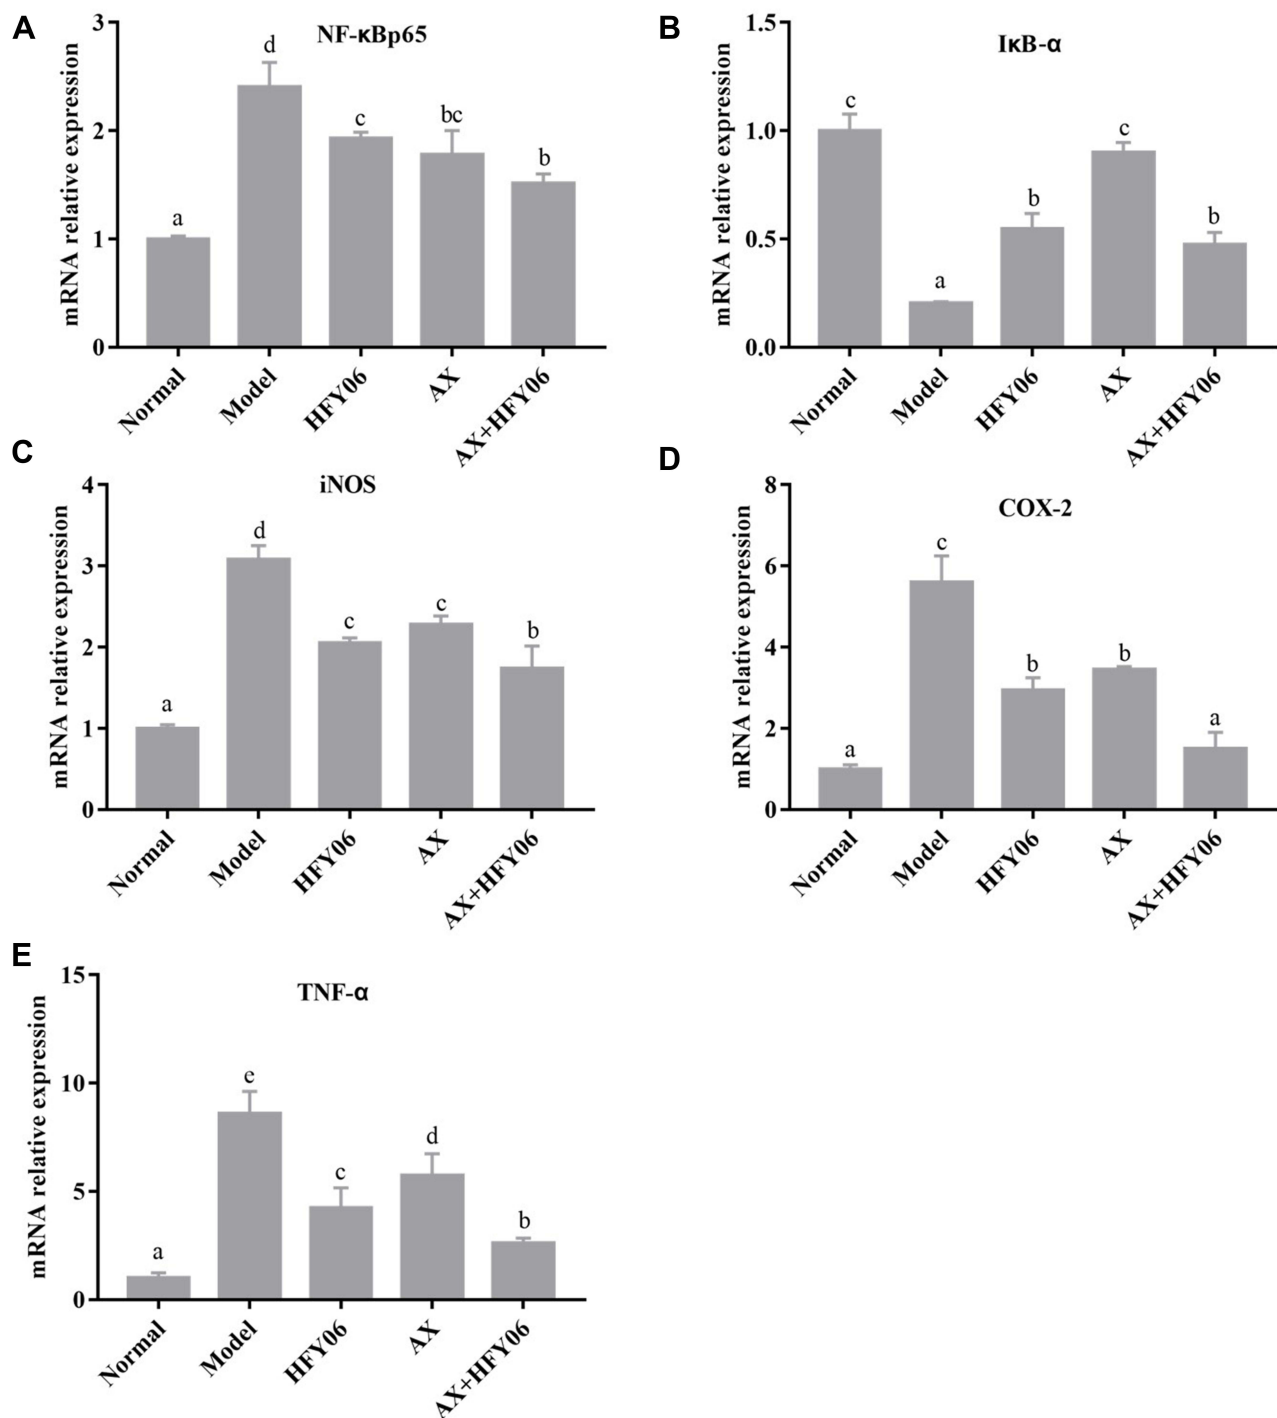 A
NF-κBp65
mRNA relative expression
3
2
1
0
a
d
c
bc
b
Normal
Model
HFY06
AX
AX+HFY06
B
IκB-α
mRNA relative expression
1.5
1.0
0.5
0.0
c
a
b
c
b
Normal
Model
HFY06
AX
AX+HFY06
C
iNOS
mRNA relative expression
4
3
2
1
0
a
d
c
c
b
Normal
Model
HFY06
AX
AX+HFY06
D
COX-2
mRNA relative expression
8
6
4
2
0
a
c
b
b
a
Normal
Model
HFY06
AX
AX+HFY06
E
TNF-α
mRNA relative expression
15
10
5
0
a
e
c
d
b
Normal
Model
HFY06
AX
AX+HFY06